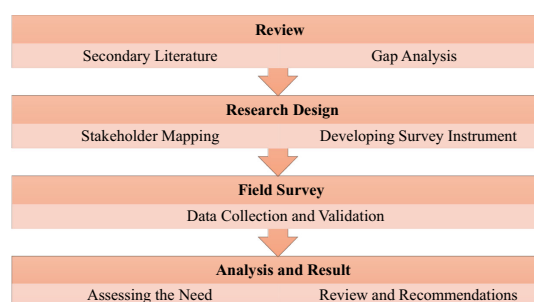 Review
Secondary Literature Gap Analysis
Research Design
Stakeholder Mapping Developing Survey Instrument
Field Survey
Data Collection and Validation
Analysis and Result
Assessing the Need Review and Recommendations